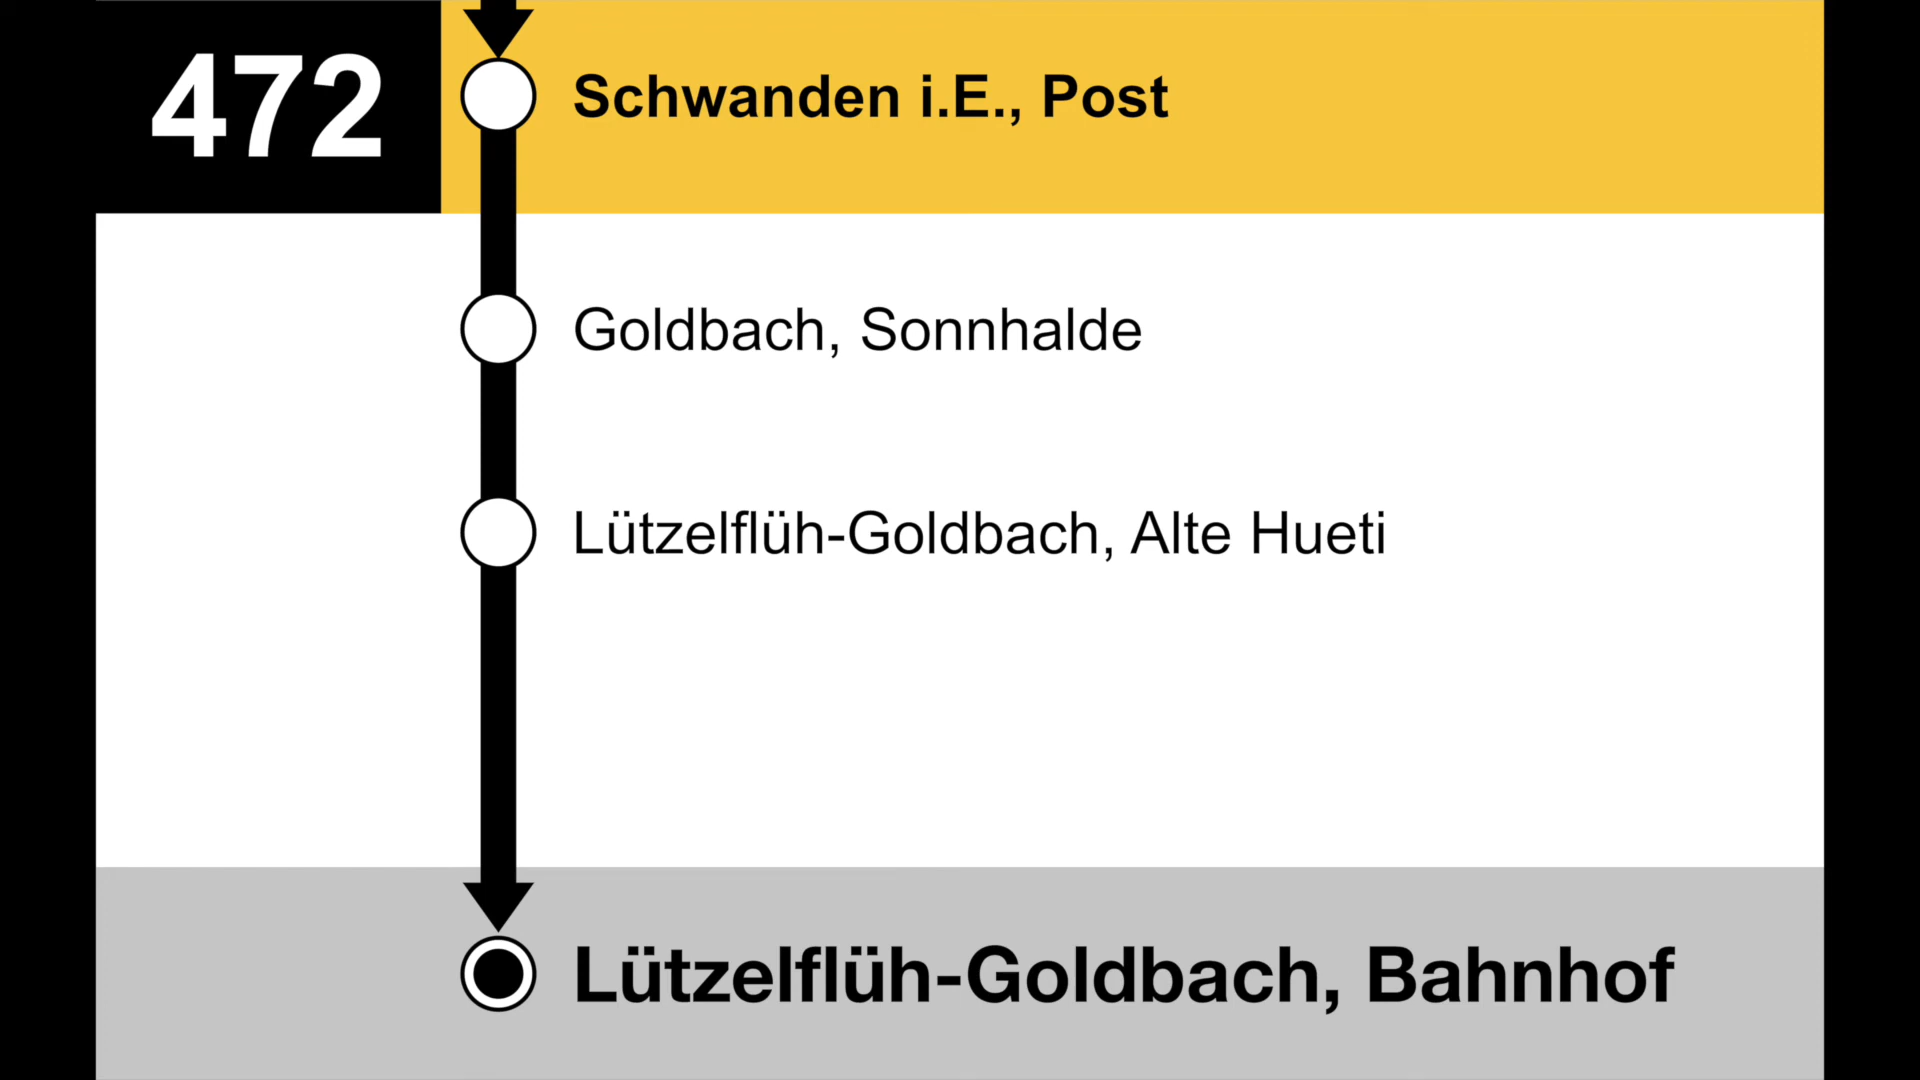 472
Schwanden i.E., Post
Goldbach, Sonnhalde
Lützelflüh-Goldbach, Alte Hueti
Lützelflüh-Goldbach, Bahnhof